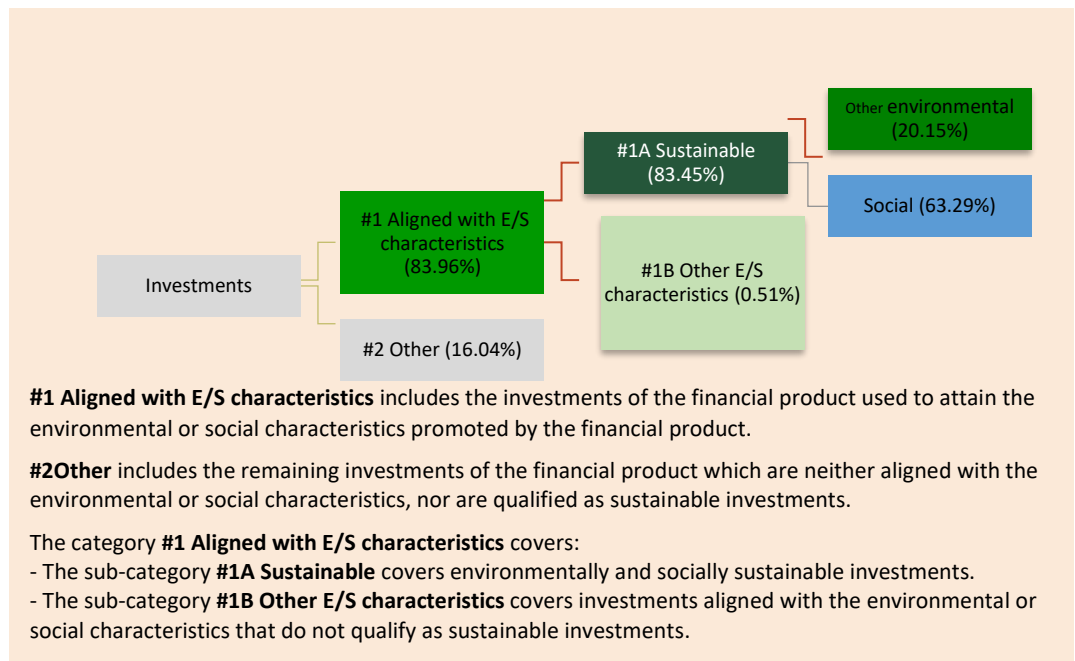 Other environmental
(20.15%)
#1A Sustainable
(83.45%)
Social (63.29%)
#1 Aligned with E/S
characteristics
(83.96%)
#1B Other E/S
characteristics (0.51%)
Investments
#2 Other (16.04%)
#1 Aligned with E/S characteristics includes the investments of the financial product used to attain the
environmental or social characteristics promoted by the financial product.
#2Other includes the remaining investments of the financial product which are neither aligned with the
environmental or social characteristics, nor are qualified as sustainable investments.
The category #1 Aligned with E/S characteristics covers:
- The sub-category #1A Sustainable covers environmentally and socially sustainable investments.
- The sub-category #1B Other E/S characteristics covers investments aligned with the environmental or
social characteristics that do not qualify as sustainable investments.